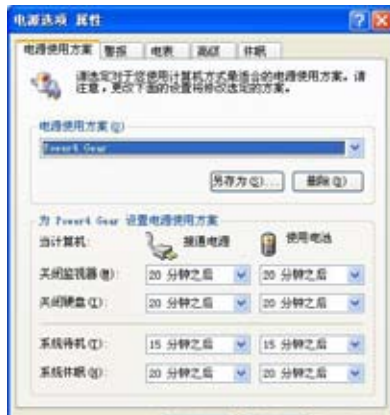 电源选项 属性
电源使用方案 警报 电表 高级 休眠
请选定对于您使用计算机方式最适合的电源使用方案。请
注意，更改下面的设置将修改选定的方案。
电源使用方案(U)
Power4 Gear
另存为(S)... 删除(D)
为 Power4 Gear 设置电源使用方案
当计算机: 接通电源 使用电池
关闭监视器(M): 20 分钟之后 20 分钟之后
关闭硬盘(I): 20 分钟之后 20 分钟之后
系统待机(T): 15 分钟之后 15 分钟之后
系统休眠(N): 20 分钟之后 20 分钟之后